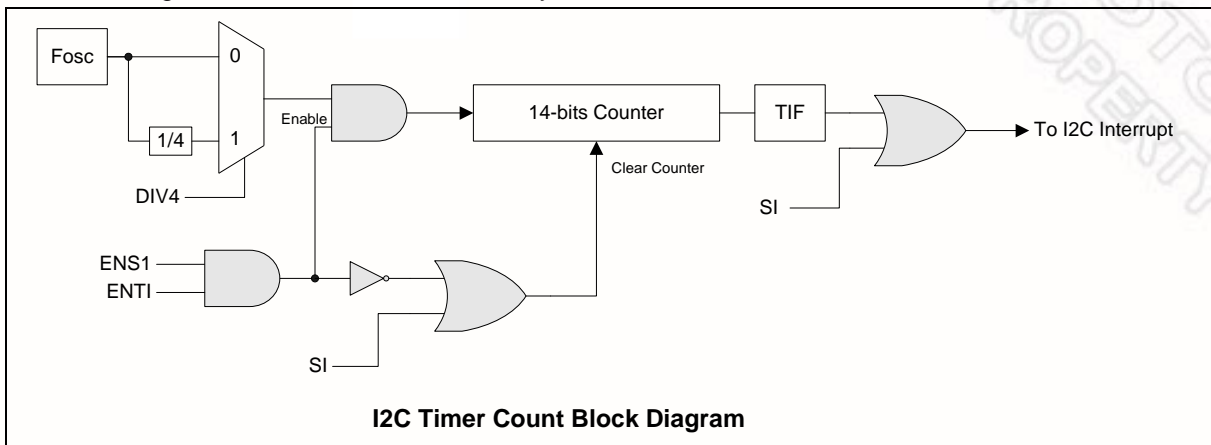 Fosc
0
1/4
1
DIV4
Enable
14-bits Counter
Clear Counter
TIF
To I2C Interrupt
SI
ENS1
ENTI
SI
I2C Timer Count Block Diagram